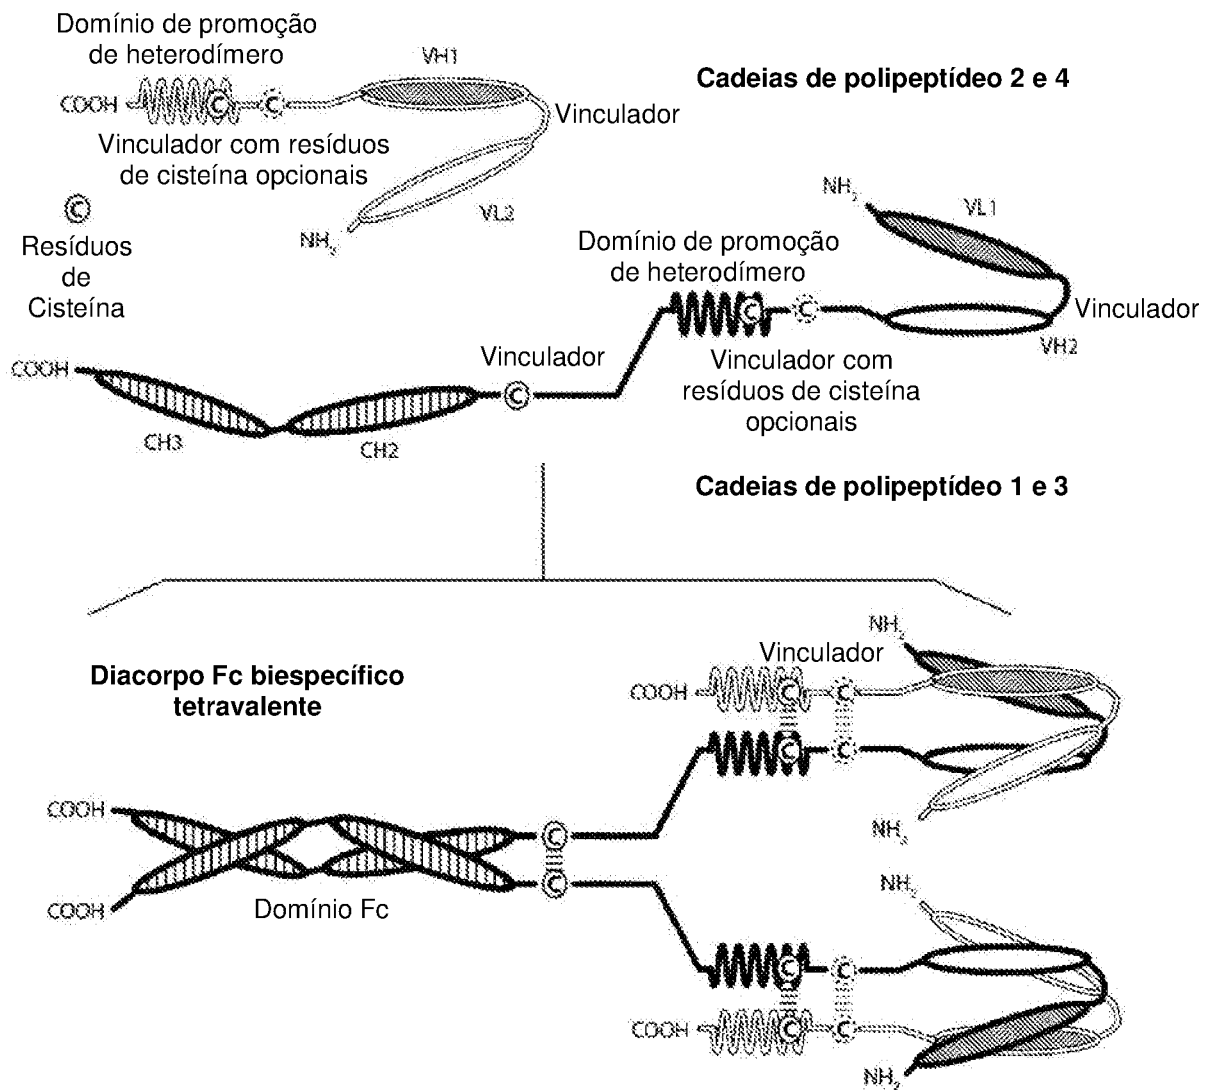 Domínio de promoção
de heterodímero
VH1
Cadeias de polipeptídeo 2 e 4
COOH
C
C
Vinculador
Vinculador com resíduos
de cisteína opcionais
NH2
VL2
C
Resíduos
de
Cisteína
NH2
VL1
Domínio de promoção
de heterodímero
C
C
Vinculador
VH2
COOH
Vinculador
C
Vinculador com
resíduos de cisteína
opcionais
CH3
CH2
Cadeias de polipeptídeo 1 e 3
Diacorpo Fc biespecífico
tetravalente
NH2
Vinculador
COOH
C
C
C
C
COOH
C
NH2
C
COOH
Domínio Fc
NH2
C
C
COOH
C
C
NH2